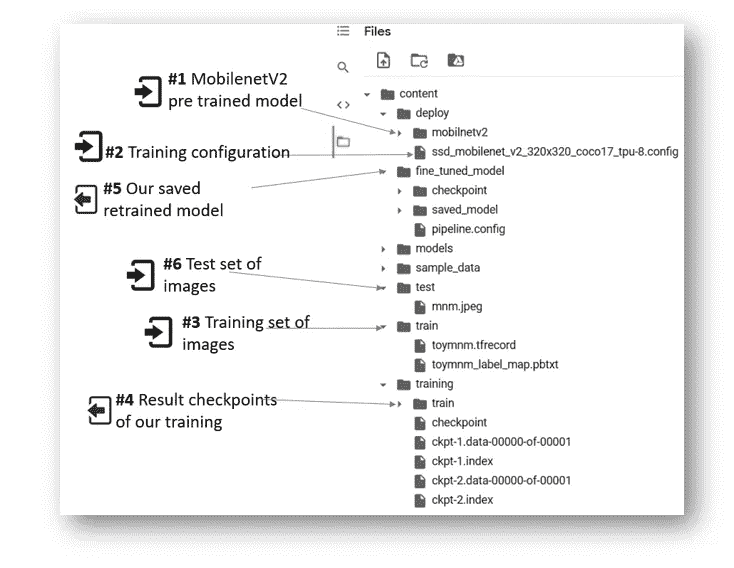 Files
#1 MobilenetV2
pre trained model
#2 Training configuration
#5 Our saved
retrained model
#6 Test set of
images
#3 Training set of
images
#4 Result checkpoints
of our training
content
deploy
mobilnetv2
ssd_mobilenet_v2_320x320_coco17_tpu-8.config
fine_tuned_model
checkpoint
saved_model
pipeline.config
models
sample_data
test
mnm.jpeg
train
toymnm.tfrecord
toymnm_label_map.pbtxt
training
train
checkpoint
ckpt-1.data-00000-of-00001
ckpt-1.index
ckpt-2.data-00000-of-00001
ckpt-2.index